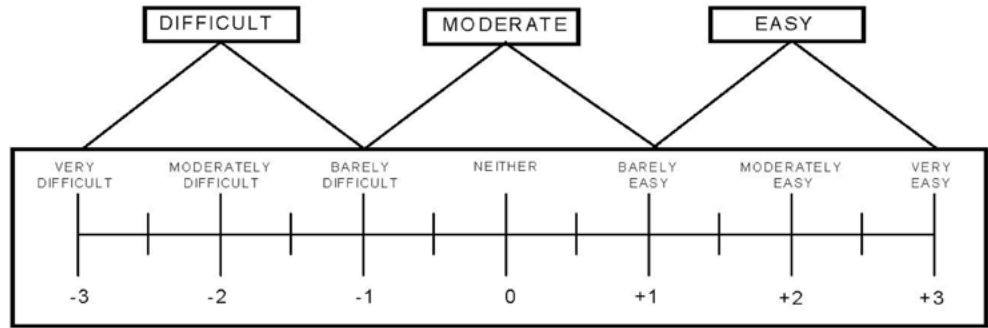 DIFFICULT MODERATE EASY
VERY DIFFICULT
MODERATELY DIFFICULT
BARELY DIFFICULT
NEITHER
BARELY EASY
MODERATELY EASY
VERY EASY
-3 -2 -1 0 +1 +2 +3